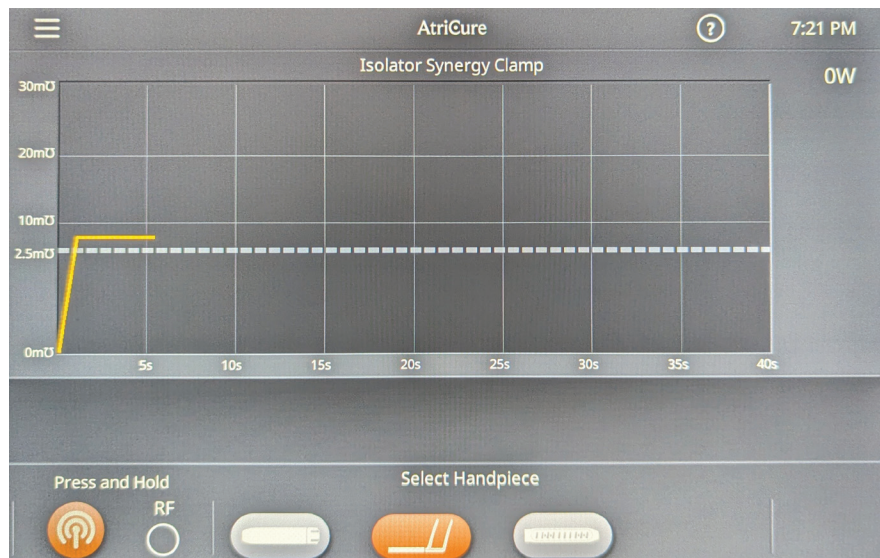 AtriCure
?
7:21 PM
Isolator Synergy Clamp
0W
30m℧
20m℧
10m℧
2.5m℧
0m℧
5s
10s
15s
20s
25s
30s
35s
40s
Press and Hold
Select Handpiece
RF